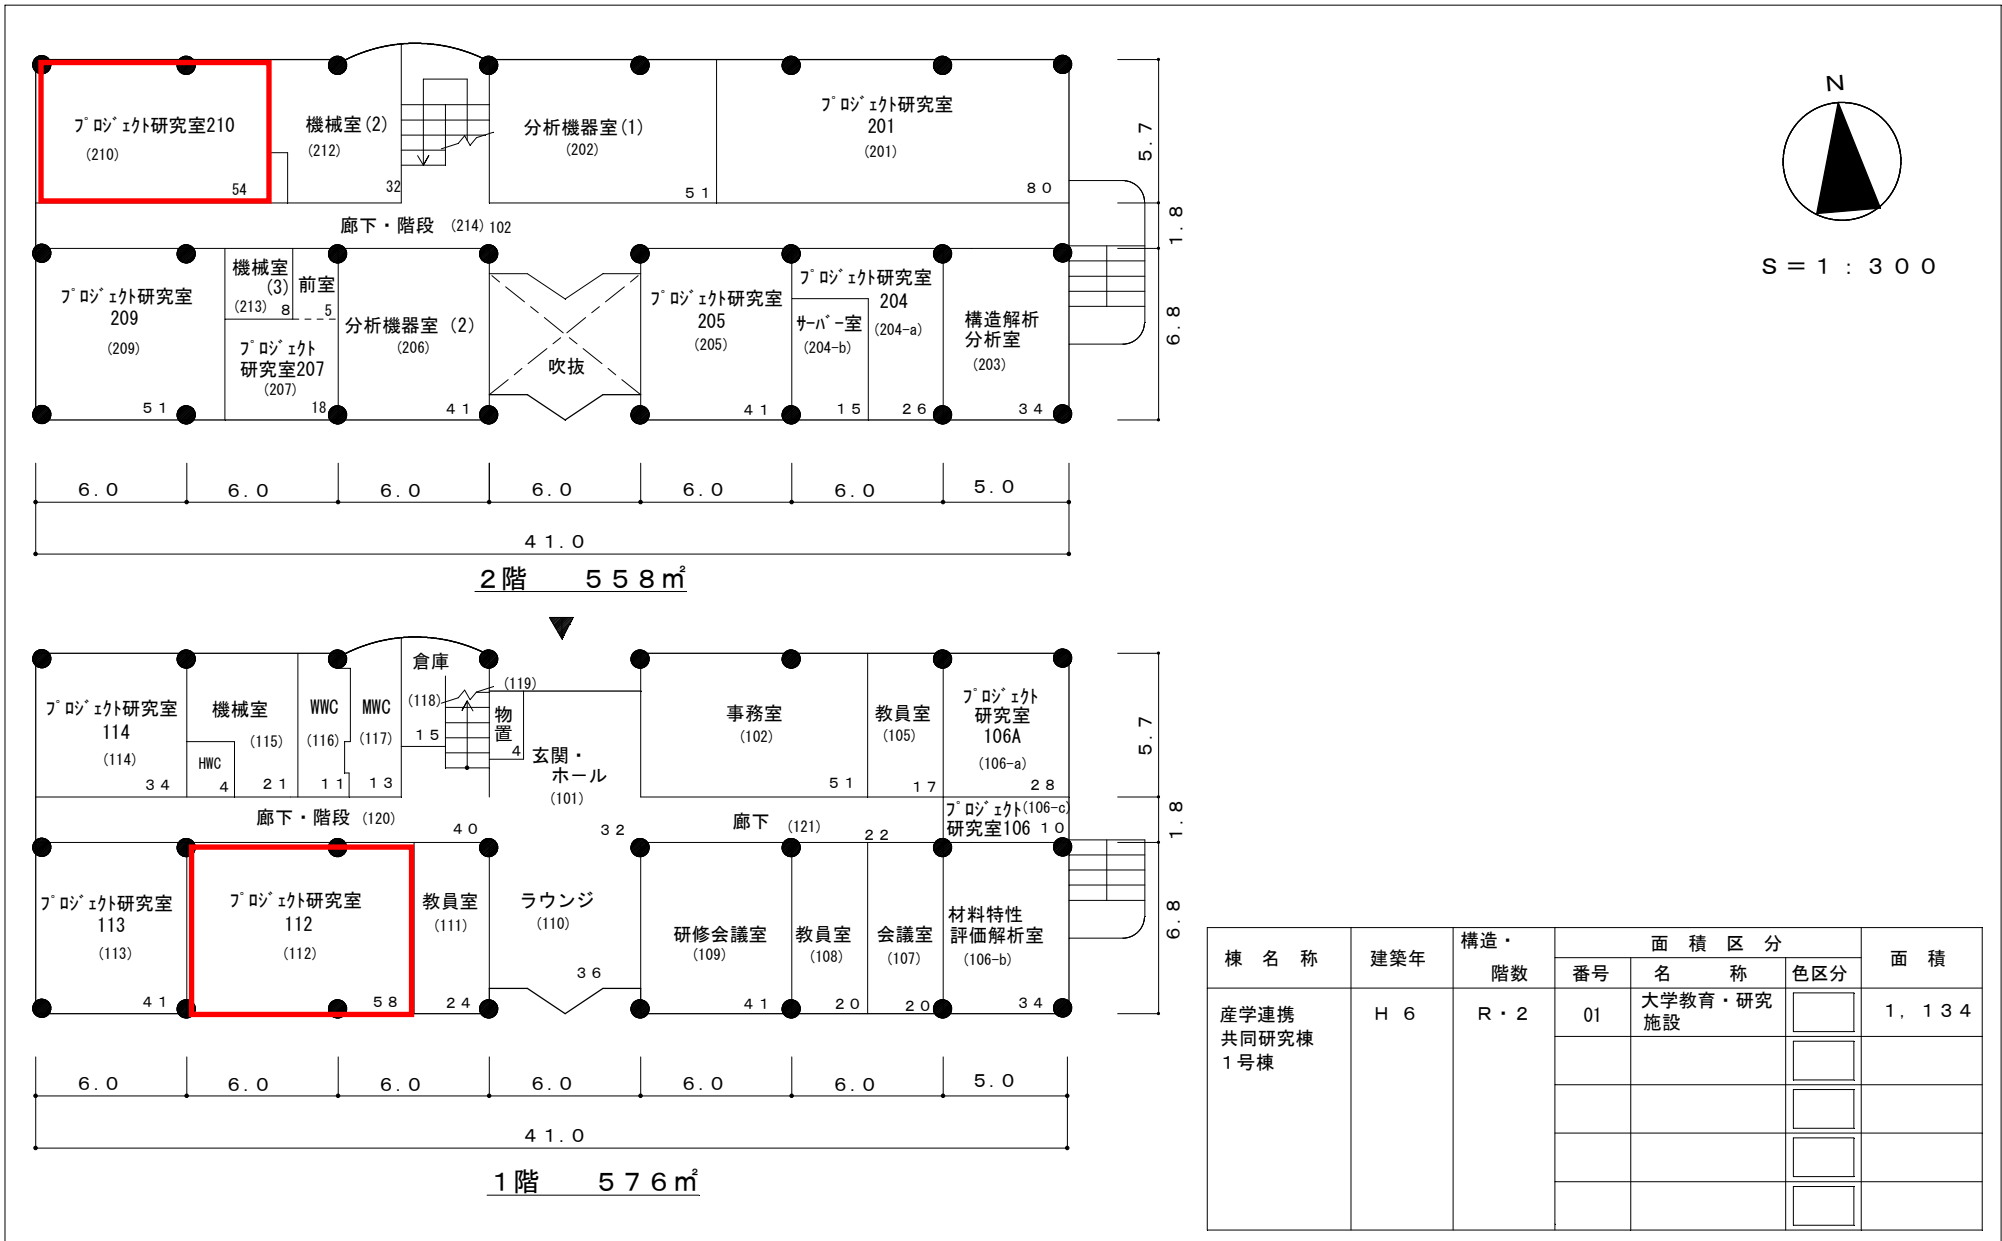 プロジェクト研究室210
(210)
54
機械室(2)
(212)
32
分析機器室(1)
(202)
51
プロジェクト研究室
201
(201)
80
廊下・階段 (214) 102
プロジェクト研究室
209
(209)
51
機械室
(3)
(213) 8
前室
5
プロジェクト
研究室207
(207)
18
分析機器室(2)
(206)
41
吹抜
プロジェクト研究室
205
(205)
41
プロジェクト研究室
204
(204-a)
26
サーバー室
(204-b)
15
構造解析
分析室
(203)
34
5.7
1.8
6.8
6.0 6.0 6.0 6.0 6.0 6.0 5.0
41.0
2階 558㎡
N
S=1:300
プロジェクト研究室
114
(114)
34
機械室
(115)
21
HWC
4
WWC
(116)
11
MWC
(117)
13
倉庫
(118)
15
(119)
物置
4
玄関・
ホール
(101)
32
事務室
(102)
51
教員室
(105)
17
プロジェクト
研究室
106A
(106-a)
28
廊下・階段 (120)
40
廊下 (121)
22
プロジェクト(106-c)
研究室106 10
プロジェクト研究室
113
(113)
41
プロジェクト研究室
112
(112)
58
教員室
(111)
24
ラウンジ
(110)
36
研修会議室
(109)
41
教員室
(108)
20
会議室
(107)
20
材料特性
評価解析室
(106-b)
34
5.7
1.8
6.8
6.0 6.0 6.0 6.0 6.0 6.0 5.0
41.0
1階 576㎡
棟名称 建築年 構造・階数 面積区分 面積
番号 名称 色区分
産学連携
共同研究棟
1号棟
H6 R・2 01 大学教育・研究
施設
1,134